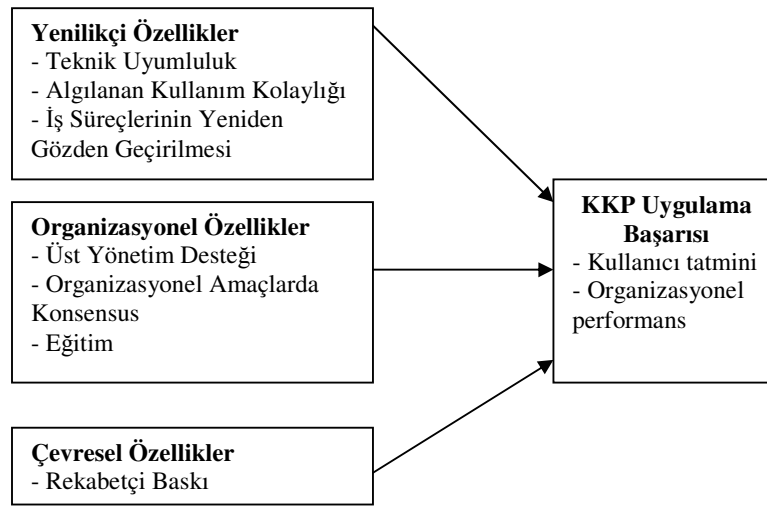 Yenilikçi Özellikler
- Teknik Uyumluluk
- Algılanan Kullanım Kolaylığı
- İş Süreçlerinin Yeniden
Gözden Geçirilmesi
Organizasyonel Özellikler
- Üst Yönetim Desteği
- Organizasyonel Amaçlarda
Konsensus
- Eğitim
Çevresel Özellikler
- Rekabetçi Baskı
KKP Uygulama
Başarısı
- Kullanıcı tatmini
- Organizasyonel
performans